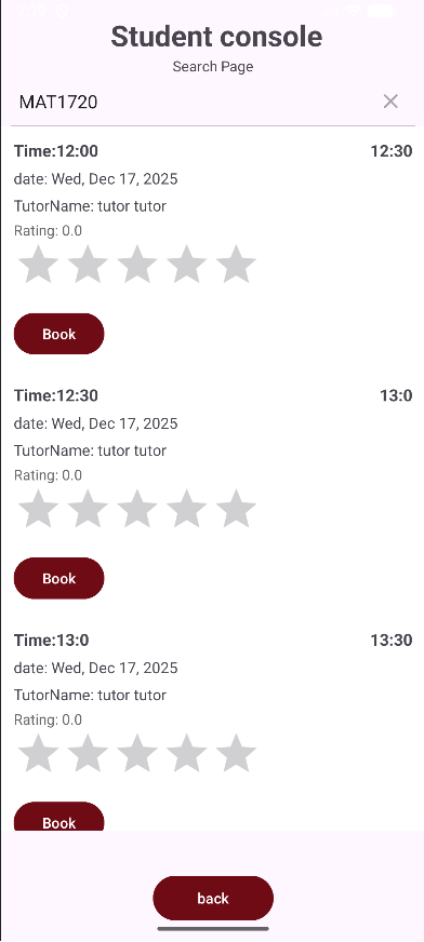 Student console
Search Page
MAT1720
Time:12:00 12:30
date: Wed, Dec 17, 2025
TutorName: tutor tutor
Rating: 0.0
Book
Time:12:30 13:0
date: Wed, Dec 17, 2025
TutorName: tutor tutor
Rating: 0.0
Book
Time:13:0 13:30
date: Wed, Dec 17, 2025
TutorName: tutor tutor
Rating: 0.0
Book
back